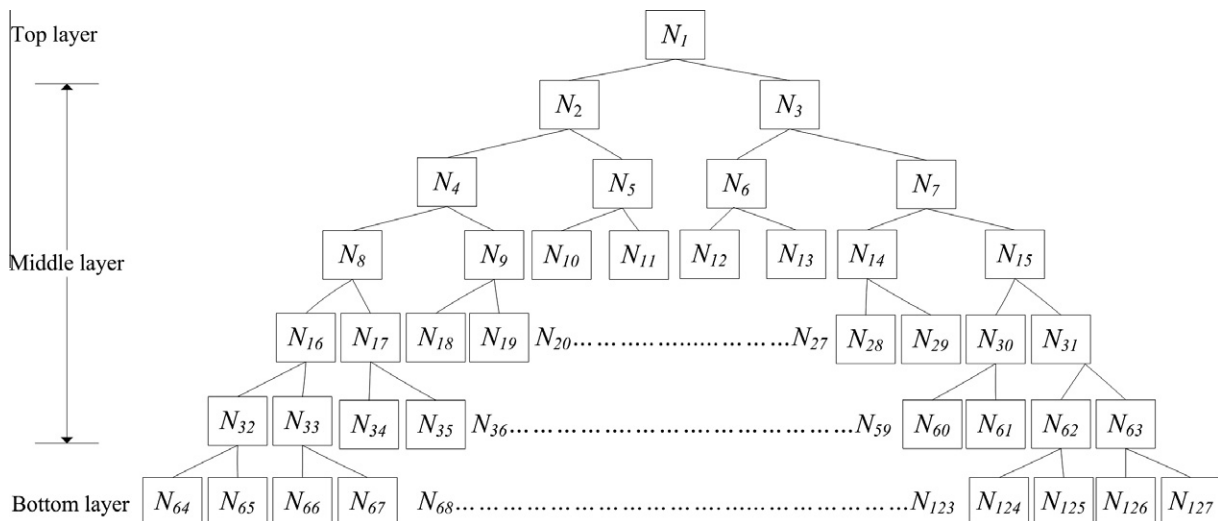 Top layer N1
N2 N3
N4 N5 N6 N7
Middle layer N8 N9 N10 N11 N12 N13 N14 N15
N16 N17 N18 N19 N20……………………………N27 N28 N29 N30 N31
N32 N33 N34 N35 N36……………………………………………N59 N60 N61 N62 N63
Bottom layer N64 N65 N66 N67 N68……………………………………………………N123 N124 N125 N126 N127